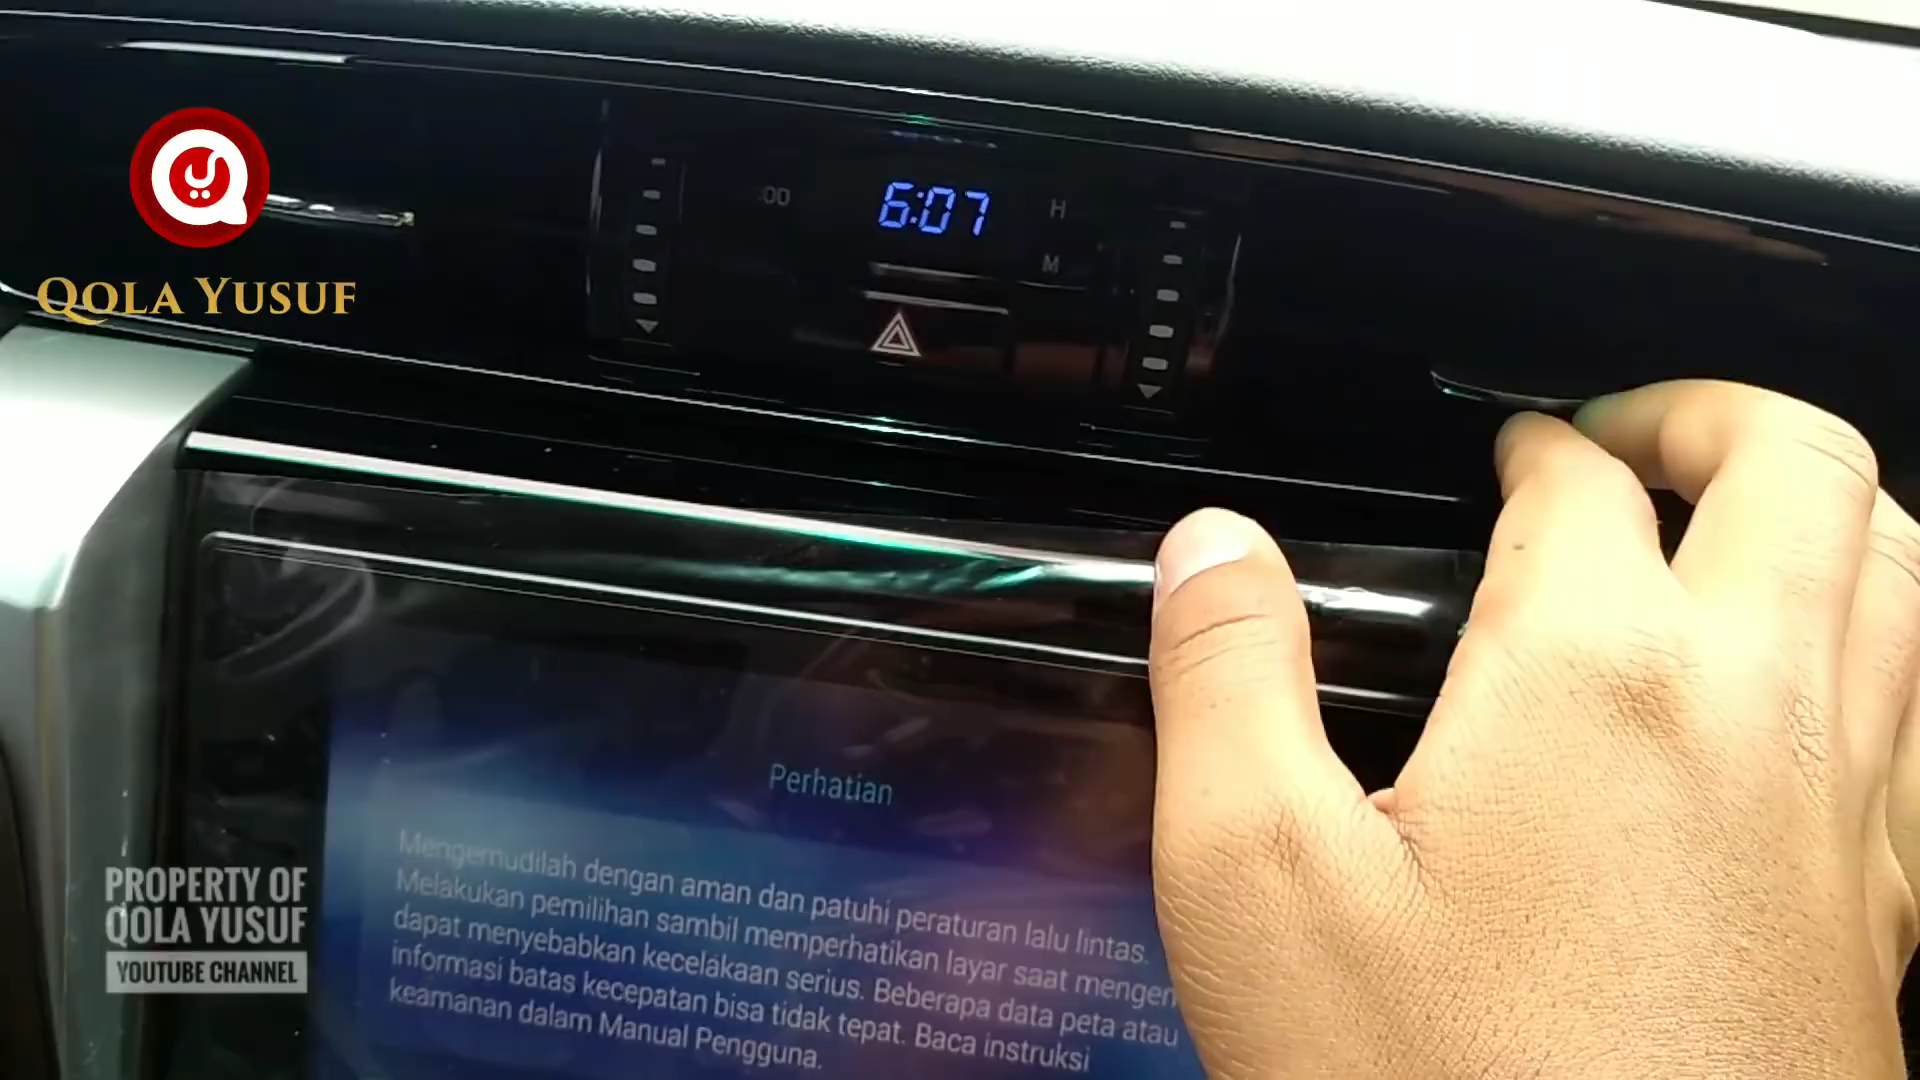 :00
6:07
H
M
QOLA YUSUF
Perhatian
Mengemudilah dengan aman dan patuhi peraturan lalu lintas.
Melakukan pemilihan sambil memperhatikan layar saat mengen
dapat menyebabkan kecelakaan serius. Beberapa data peta atau
informasi batas kecepatan bisa tidak tepat. Baca instruksi
keamanan dalam Manual Pengguna.
PROPERTY OF
QOLA YUSUF
YOUTUBE CHANNEL